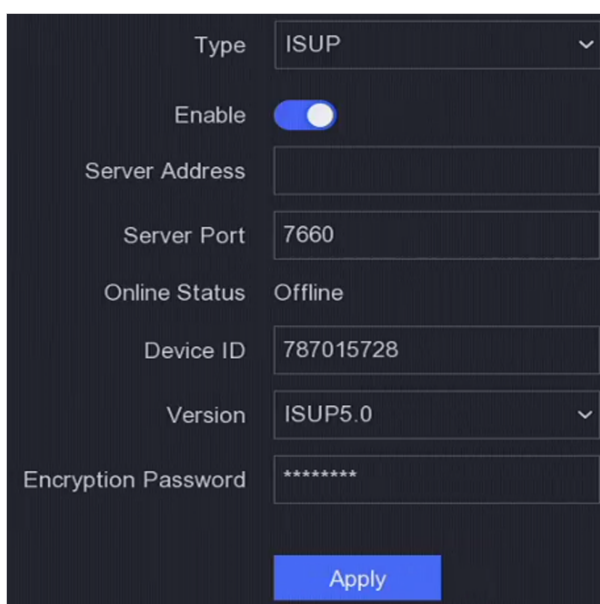 Type ISUP
Enable
Server Address
Server Port 7660
Online Status Offline
Device ID 787015728
Version ISUP5.0
Encryption Password ********
Apply